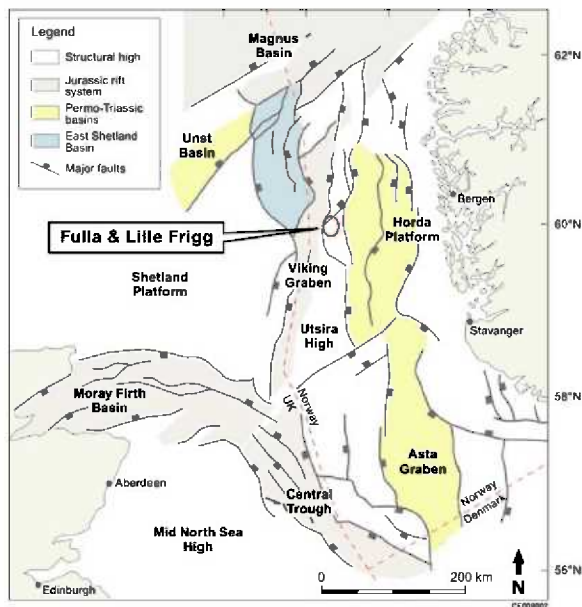 Legend
Structural high
Jurassic rift
system
Permo-Triassic
basins
East Shetland
Basin
Major faults
Magnus
Basin
62°N
Unst
Basin
Bergen
Horda
Platform
60°N
Fulla & Lille Frigg
Shetland
Platform
Viking
Graben
Utsira
High
Stavanger
58°N
Moray Firth
Basin
Norway
UK
Asta
Graben
Aberdeen
Central
Trough
Norway
Denmark
Mid North Sea
High
56°N
Edinburgh
0 200 km
N